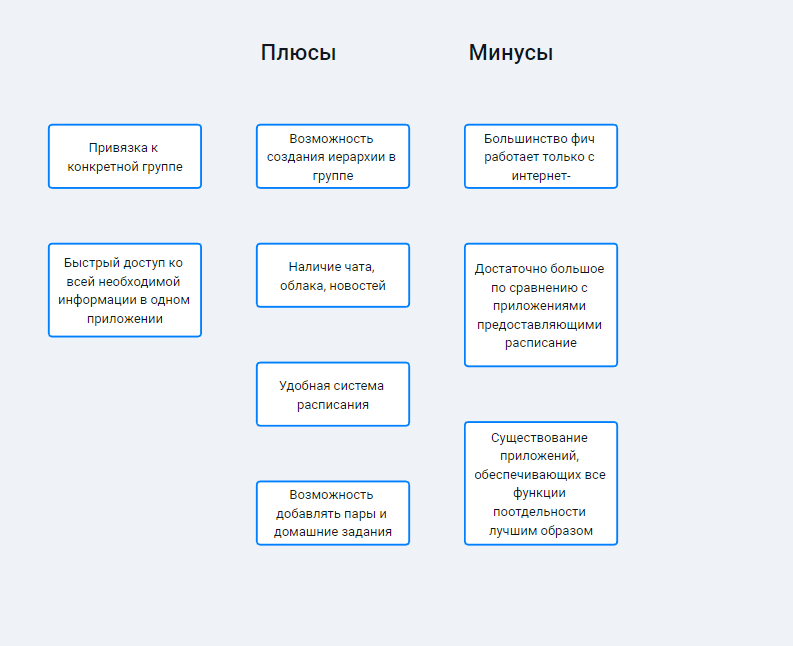 Плюсы
Минусы
Привязка к
конкретной группе
Возможность
создания иерархии в
группе
Большинство фич
работает только с
интернет-
Быстрый доступ ко
всей необходимой
информации в одном
приложении
Наличие чата,
облака, новостей
Достаточно большое
по сравнению с
приложениями
предоставляющими
расписание
Удобная система
расписания
Существование
приложений,
обеспечивающих все
функции
поотдельности
лучшим образом
Возможность
добавлять пары и
домашние задания